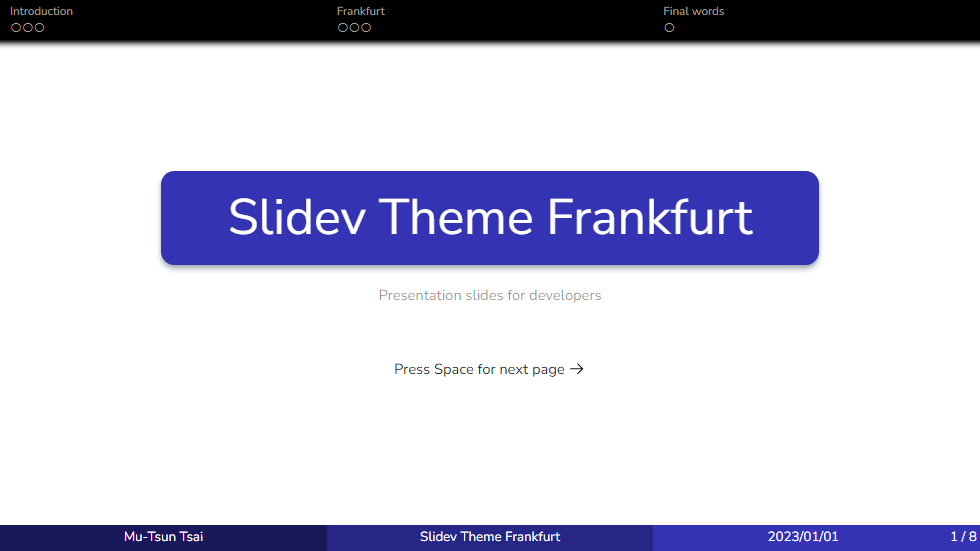 Introduction Frankfurt Final words
Slidev Theme Frankfurt
Presentation slides for developers
Press Space for next page →
Mu-Tsun Tsai Slidev Theme Frankfurt 2023/01/01 1 / 8